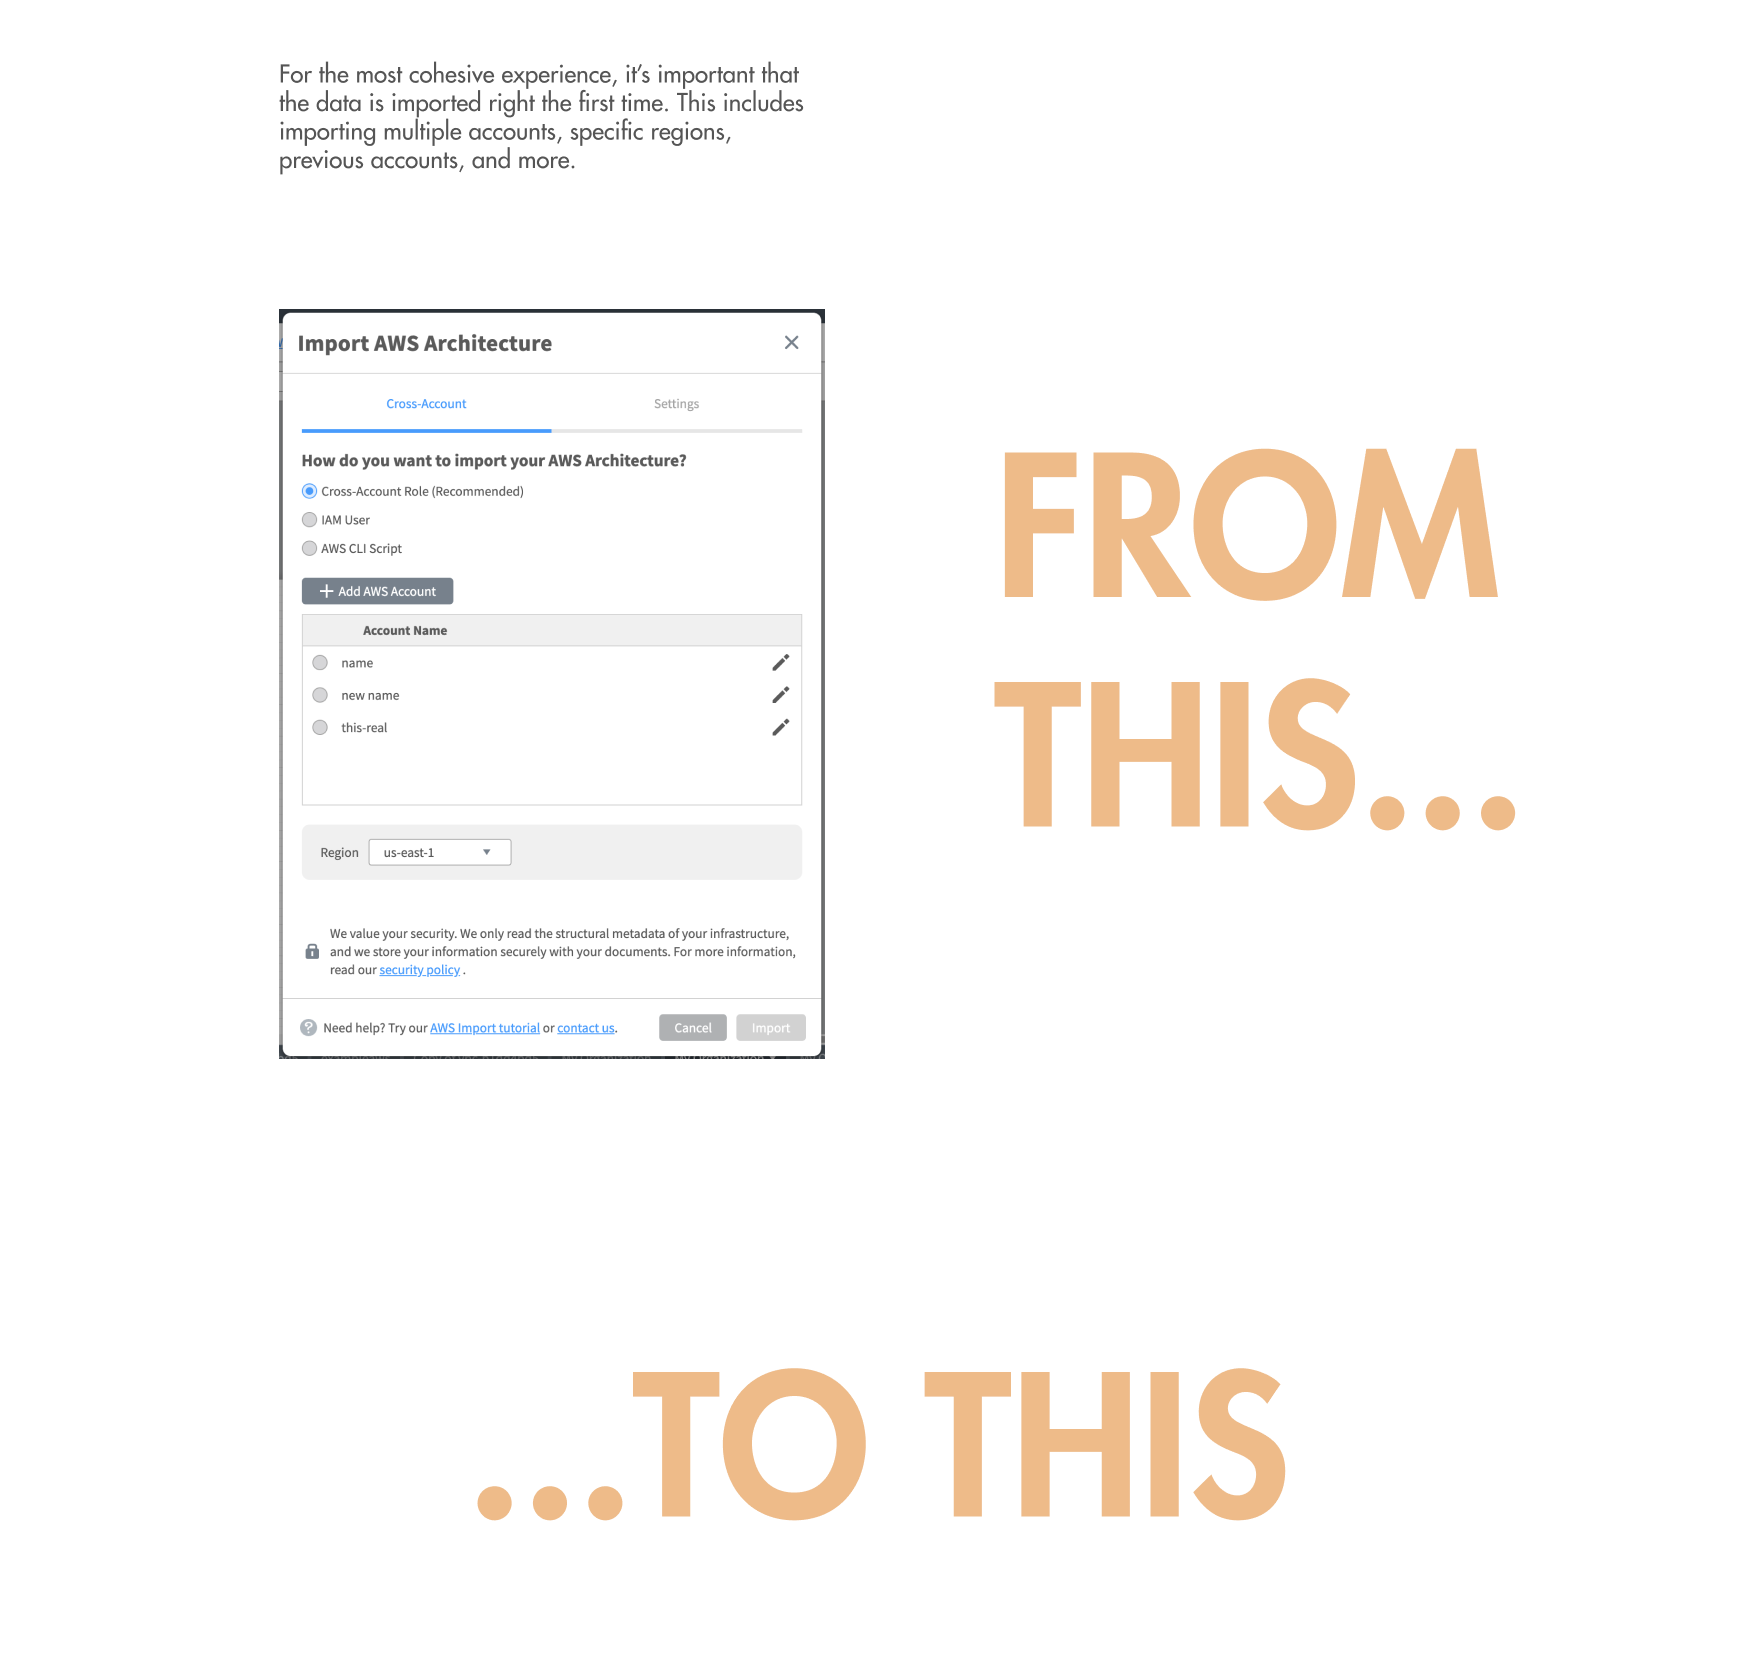 For the most cohesive experience, it's important that
the data is imported right the first time. This includes
importing multiple accounts, specific regions,
previous accounts, and more.
Import AWS Architecture
Cross-Account
Settings
How do you want to import your AWS Architecture?
Cross-Account Role (Recommended)
IAM User
AWS CLI Script
Add AWS Account
Account Name
name
new name
this-real
Region
us-east-1
We value your security. We only read the structural metadata of your infrastructure,
and we store your information securely with your documents. For more information,
read our security policy .
Need help? Try our AWS Import tutorial or contact us.
Cancel
Import
FROM
THIS...
...TO THIS